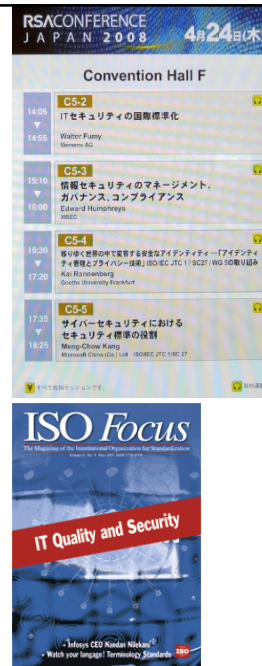 RSACONFERENCE
JAPAN 2008
4月24日(木)
Convention Hall F
14:05
▼
14:55
C5-2
ITセキュリティの国際標準化
Walter Fumy
Siemens AG
15:10
▼
16:00
C5-3
情報セキュリティのマネージメント、
ガバナンス、コンプライアンス
Edward Humphreys
XISEC
16:30
▼
17:20
C5-4
移りゆく世界の中で変容する安全なアイデンティティ ―「アイデンティ
ティ管理とプライバシー技術」ISO/IEC JTC 1 / SC27 / WG 5の取り組み
Kai Rannenberg
Goethe University Frankfurt
17:35
▼
18:25
C5-5
サイバーセキュリティにおける
セキュリティ標準の役割
Meng-Chow Kang
Microsoft China (Co.) Ltd ISO/IEC JTC 1/SC 27
すべて有料セッションです。
ISO Focus
The Magazine of the International Organization for Standardization
IT Quality and Security
• Infosys CEO Nandan Nilekani
• Watch your langage! Terminology Standards
ISO